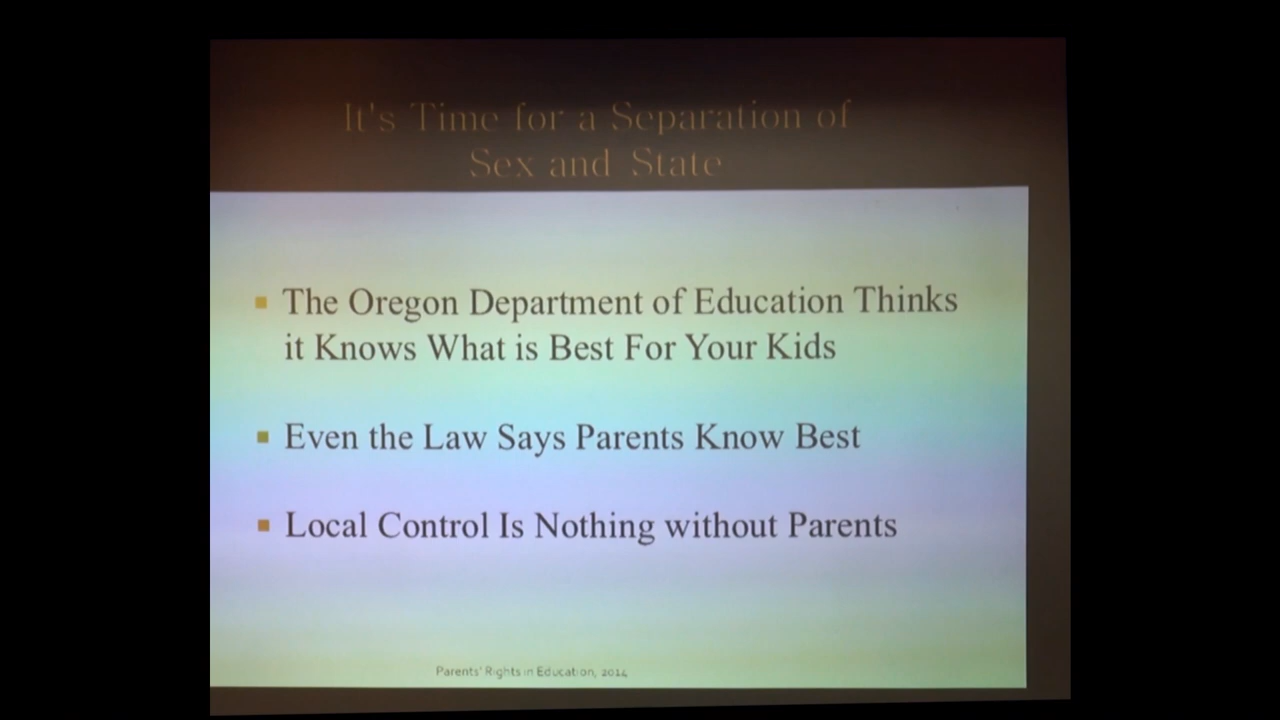 It's Time for a Separation of
Sex and State
The Oregon Department of Education Thinks
it Knows What is Best For Your Kids
Even the Law Says Parents Know Best
Local Control Is Nothing without Parents
Parents' Rights in Education, 2014